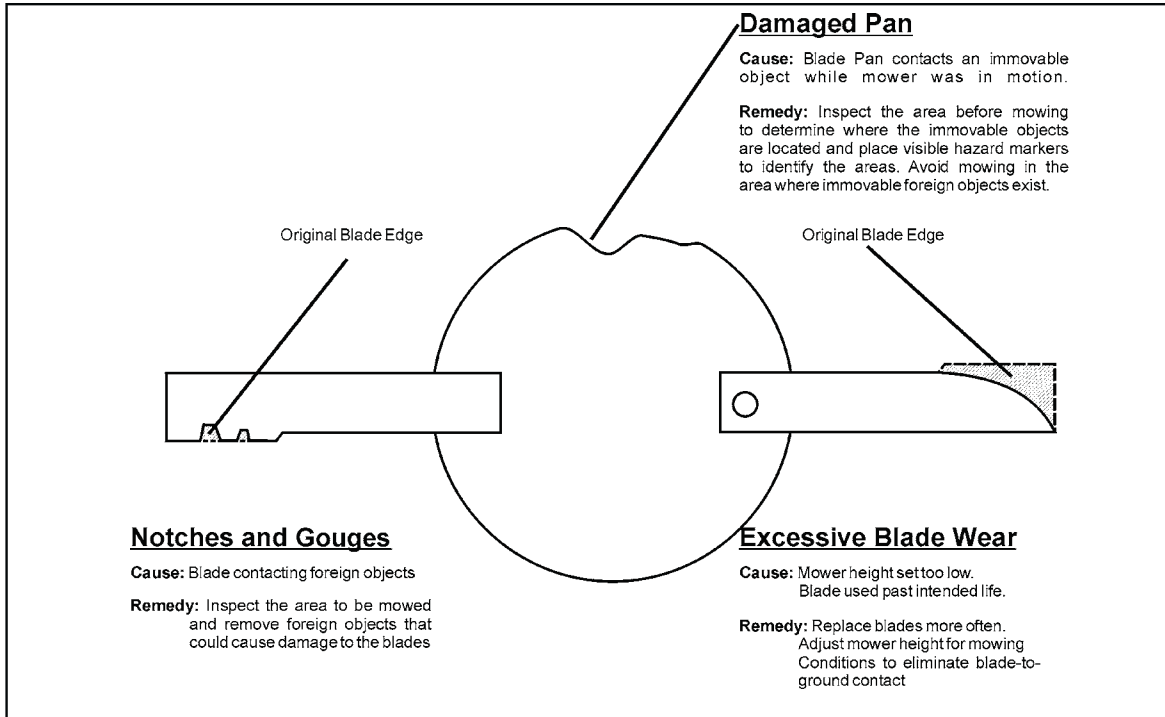 Damaged Pan
Cause: Blade Pan contacts an immovable
object while mower was in motion.
Remedy: Inspect the area before mowing
to determine where the immovable objects
are located and place visible hazard markers
to identify the areas. Avoid mowing in the
area where immovable foreign objects exist.
Original Blade Edge
Original Blade Edge
Notches and Gouges
Cause: Blade contacting foreign objects
Remedy: Inspect the area to be mowed
and remove foreign objects that
could cause damage to the blades
Excessive Blade Wear
Cause: Mower height set too low.
Blade used past intended life.
Remedy: Replace blades more often.
Adjust mower height for mowing
Conditions to eliminate blade-to-
ground contact